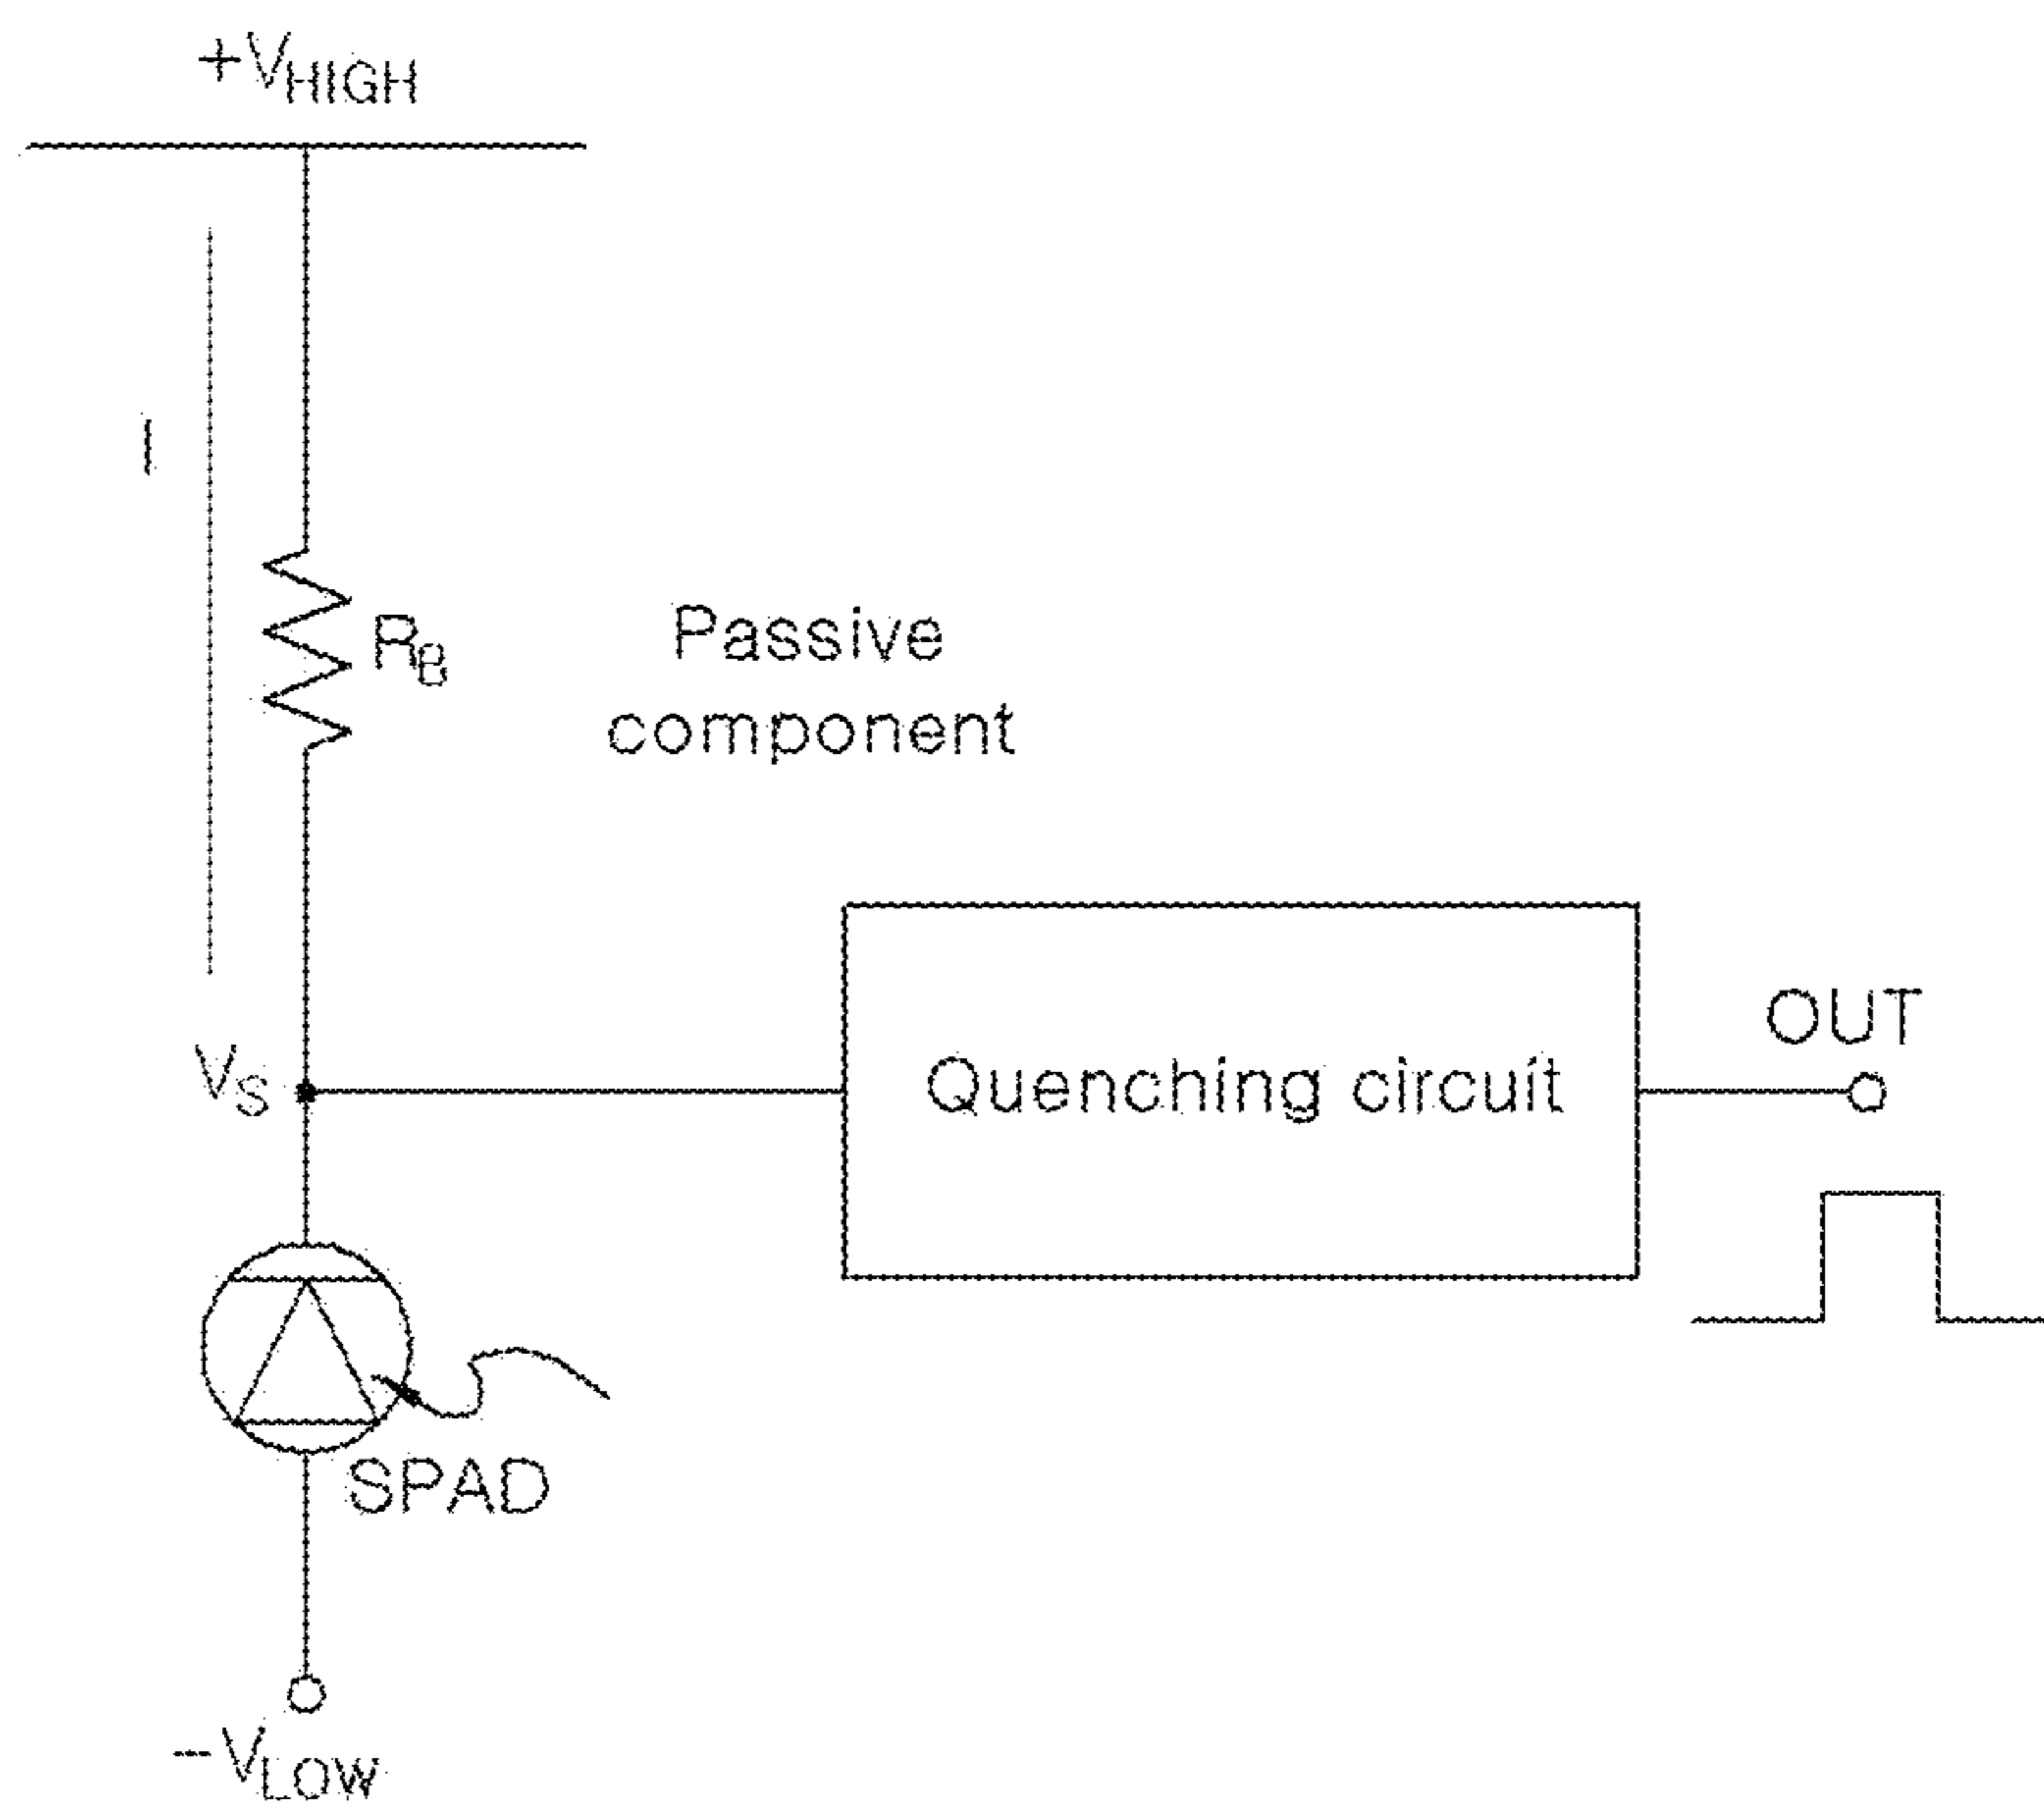 +VHIGH
I
RB
Passive
component
VS
Quenching circuit
OUT
SPAD
-VLOW